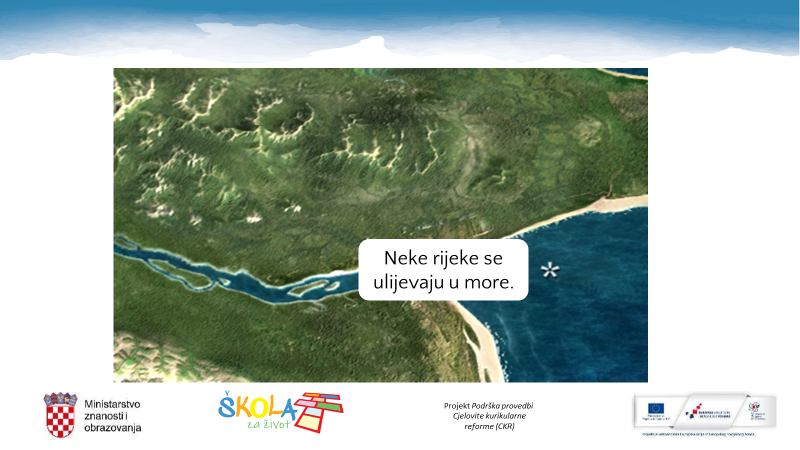 Neke rijeke se
ulijevaju u more.
*
Ministarstvo
znanosti i
obrazovanja
ŠKOLA
za život
Projekt Podrška provedbi
Cjelovite kurikularne
reforme (CKR)